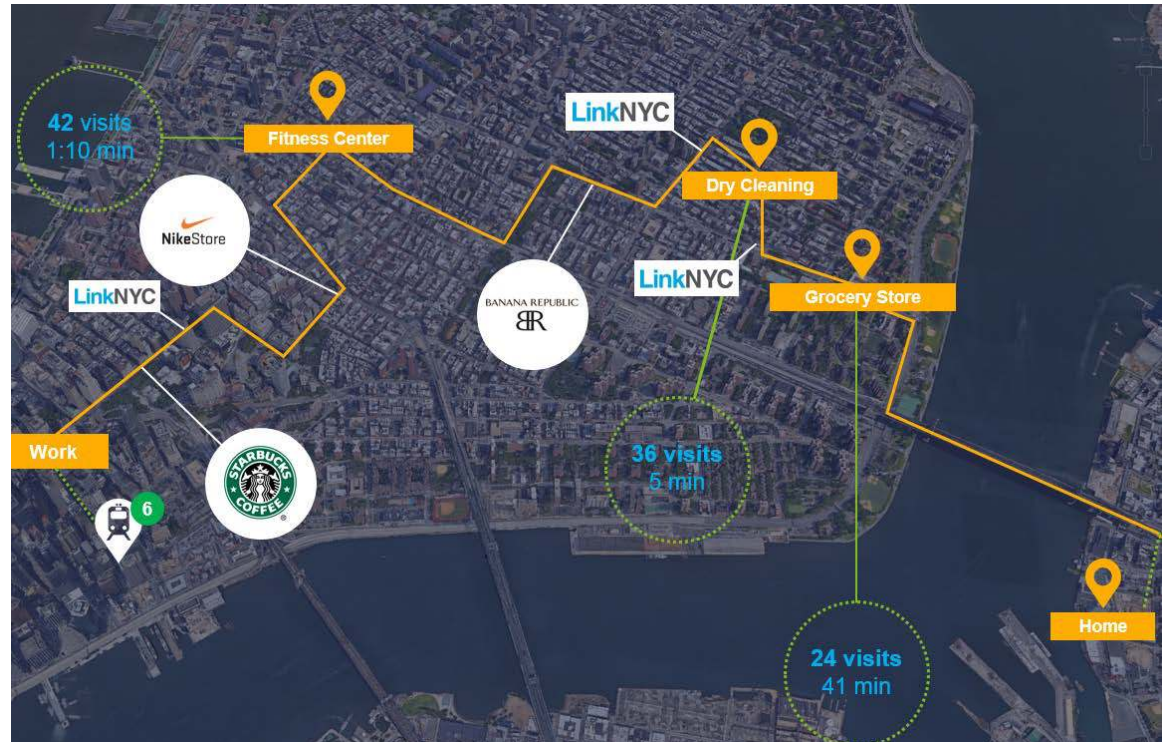 42 visits
1:10 min
Fitness Center
LinkNYC
Dry Cleaning
NikeStore
LinkNYC
LinkNYC
Grocery Store
BANANA REPUBLIC
BR
Work
STARBUCKS
COFFEE
®
6
36 visits
5 min
Home
24 visits
41 min